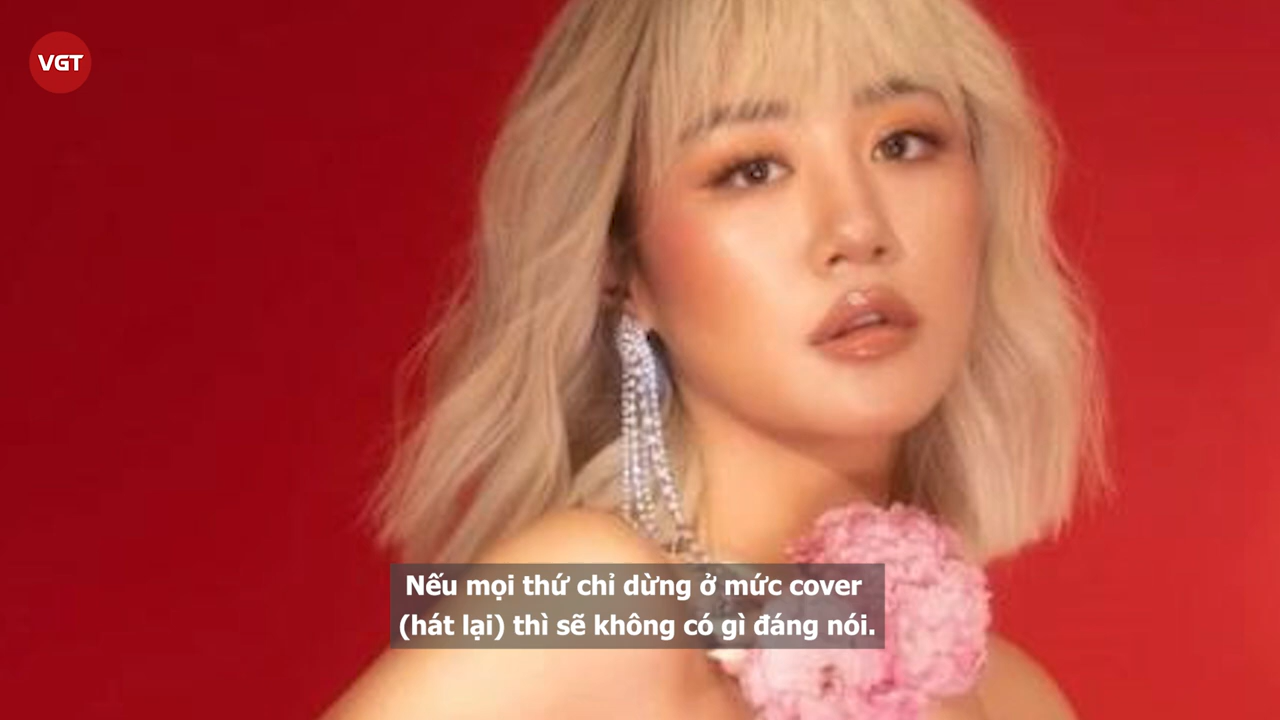 VGT
Nếu mọi thứ chỉ dừng ở mức cover
(hát lại) thì sẽ không có gì đáng nói.